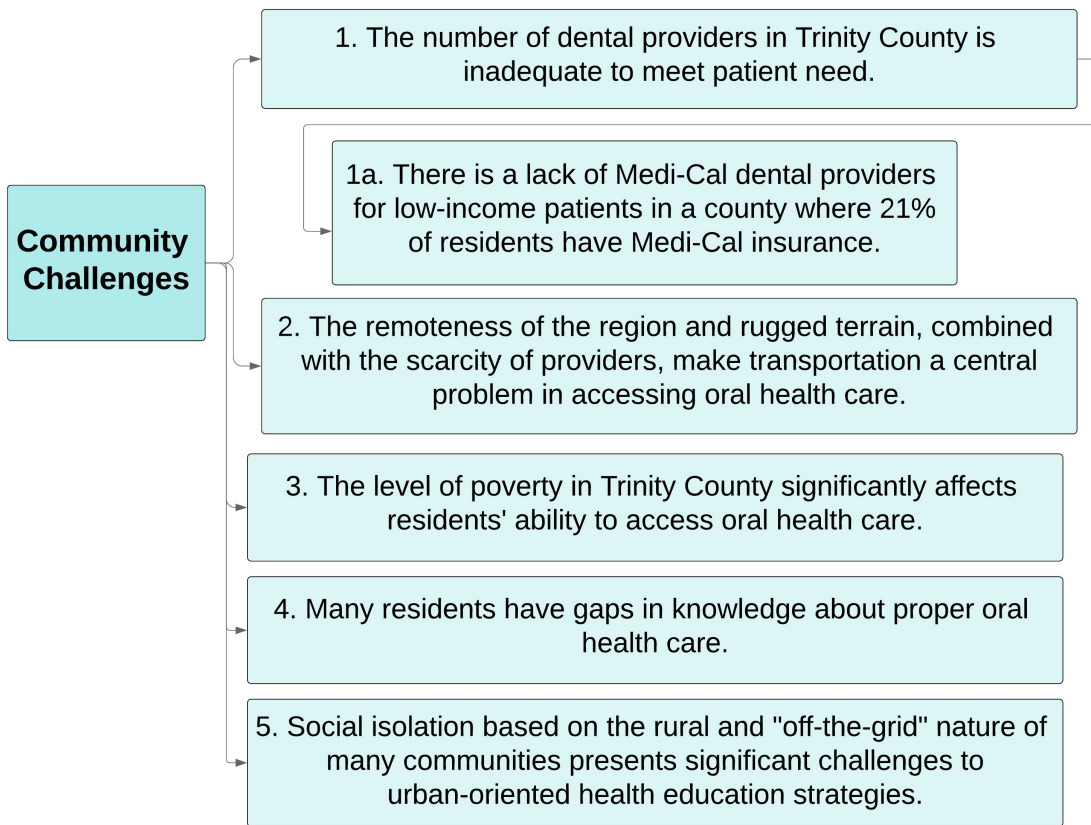 Community
Challenges
1. The number of dental providers in Trinity County is
inadequate to meet patient need.
1a. There is a lack of Medi-Cal dental providers
for low-income patients in a county where 21%
of residents have Medi-Cal insurance.
2. The remoteness of the region and rugged terrain, combined
with the scarcity of providers, make transportation a central
problem in accessing oral health care.
3. The level of poverty in Trinity County significantly affects
residents' ability to access oral health care.
4. Many residents have gaps in knowledge about proper oral
health care.
5. Social isolation based on the rural and "off-the-grid" nature of
many communities presents significant challenges to
urban-oriented health education strategies.